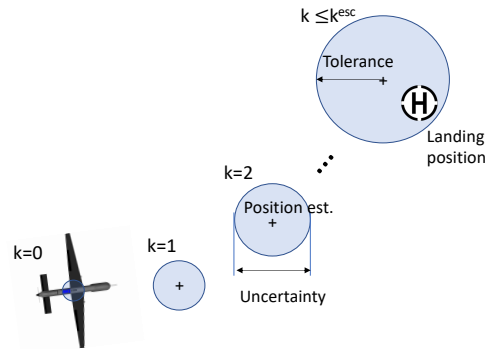 k ≤k^esc
Tolerance
H
Landing
position
k=2
Position est.
k=0
k=1
Uncertainty